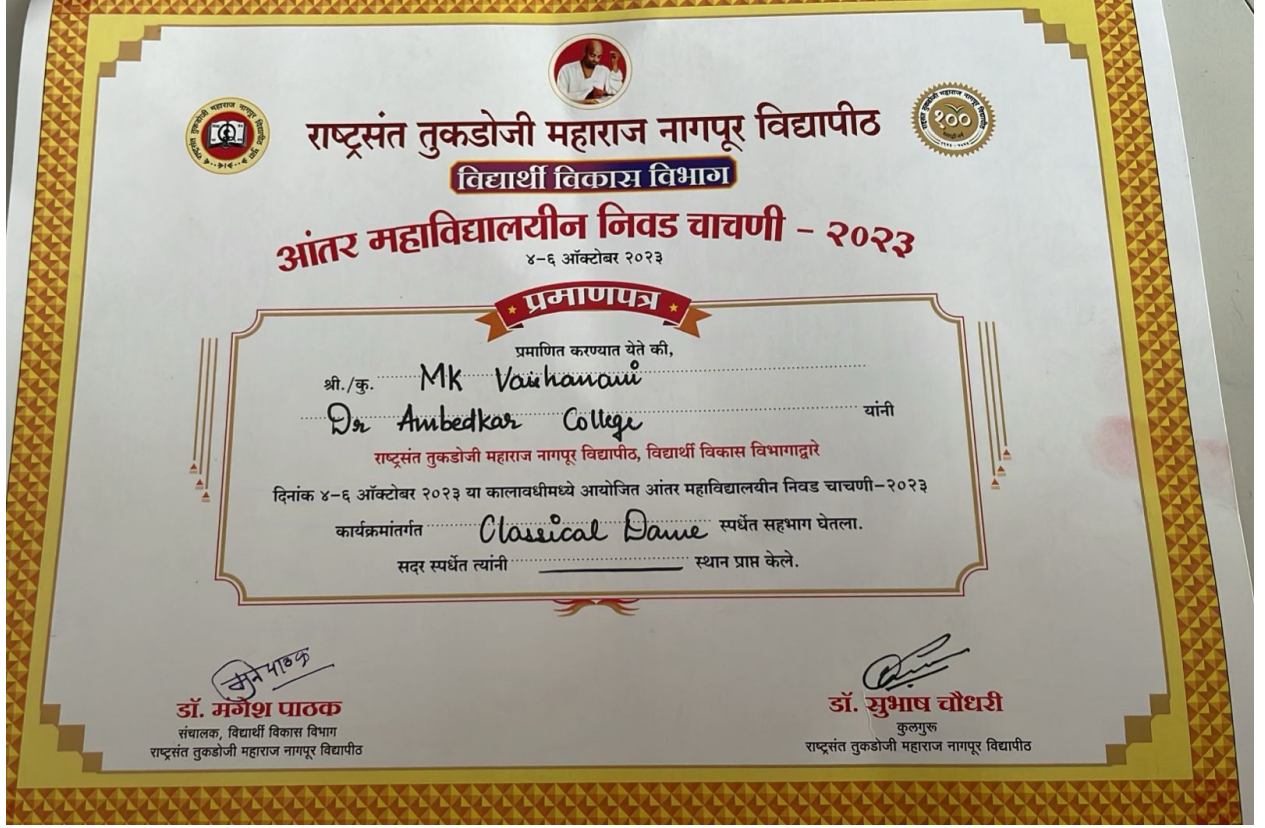 राष्ट्रसंत तुकडोजी महाराज नागपूर विद्यापीठ
विद्यार्थी विकास विभाग
आंतर महाविद्यालयीन निवड चाचणी - २०२३
४-६ ऑक्टोबर २०२३
प्रमाणपत्र
प्रमाणित करण्यात येते की,
श्री./कु. MK Vaishanavi
Dr Ambedkar College यांनी
राष्ट्रसंत तुकडोजी महाराज नागपूर विद्यापीठ, विद्यार्थी विकास विभागाद्वारे
दिनांक ४-६ ऑक्टोबर २०२३ या कालावधीमध्ये आयोजित आंतर महाविद्यालयीन निवड चाचणी-२०२३
कार्यक्रमांतर्गत Classical Dance स्पर्धेत सहभाग घेतला.
सदर स्पर्धेत त्यांनी स्थान प्राप्त केले.
डॉ. मंगेश पाठक
संचालक, विद्यार्थी विकास विभाग
राष्ट्रसंत तुकडोजी महाराज नागपूर विद्यापीठ
डॉ. सुभाष चौधरी
कुलगुरू
राष्ट्रसंत तुकडोजी महाराज नागपूर विद्यापीठ